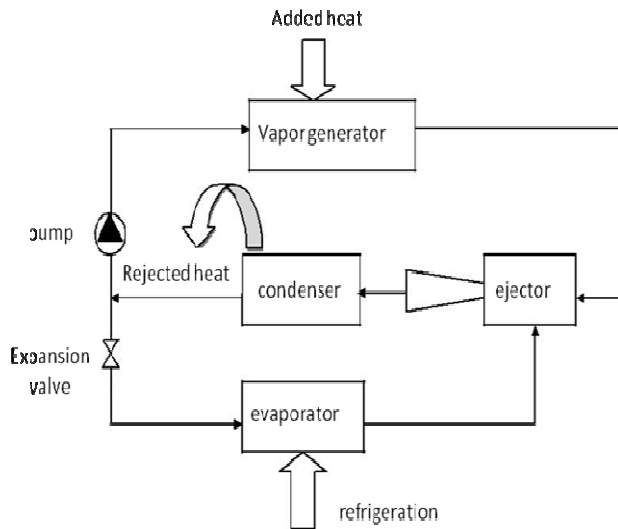 Added heat
Vapor generator
pump
Rejected heat
condenser
ejector
Expansion
valve
evaporator
refrigeration